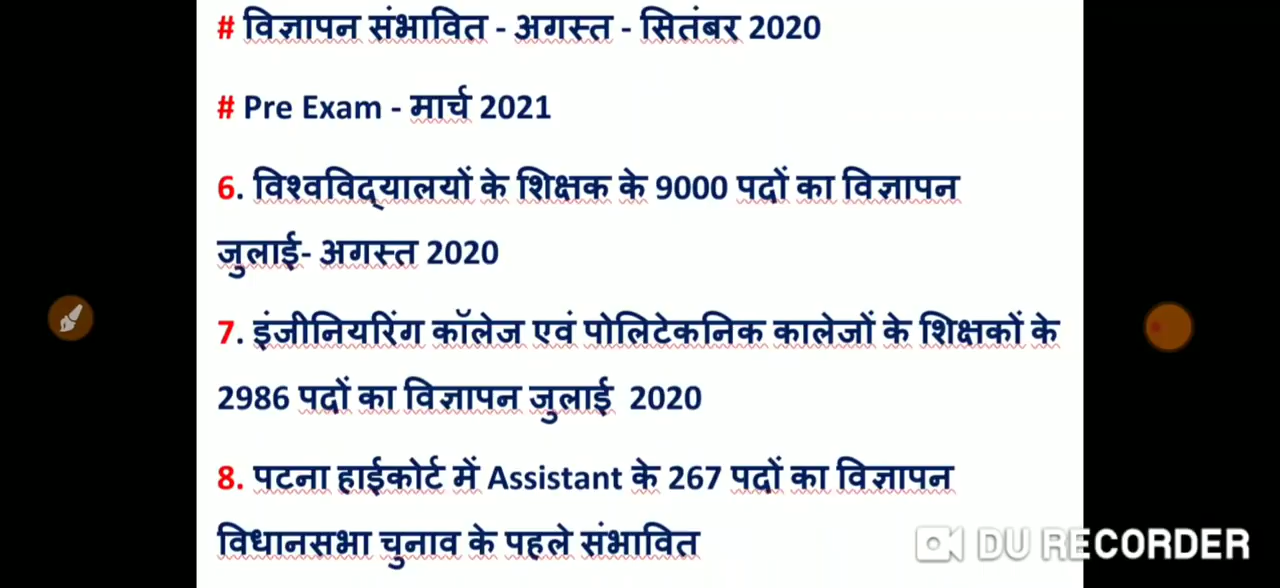 # विज्ञापन संभावित - अगस्त - सितंबर 2020
# Pre Exam - मार्च 2021
6. विश्वविद्यालयों के शिक्षक के 9000 पदों का विज्ञापन
जुलाई- अगस्त 2020
7. इंजीनियरिंग कॉलेज एवं पोलिटेकनिक कालेजों के शिक्षकों के
2986 पदों का विज्ञापन जुलाई 2020
8. पटना हाईकोर्ट में Assistant के 267 पदों का विज्ञापन
विधानसभा चुनाव के पहले संभावित
DU RECORDER